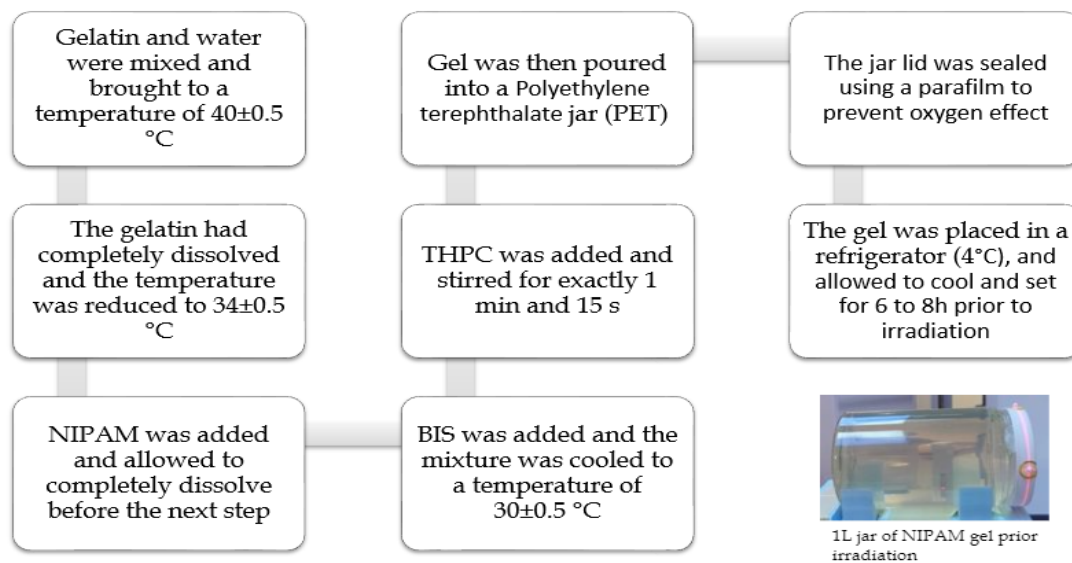 Gelatin and water
were mixed and
brought to a
temperature of 40±0.5
°C
The gelatin had
completely dissolved
and the temperature
was reduced to 34±0.5
°C
NIPAM was added
and allowed to
completely dissolve
before the next step
BIS was added and the
mixture was cooled to
a temperature of
30±0.5 °C
THPC was added and
stirred for exactly 1
min and 15 s
Gel was then poured
into a Polyethylene
terephthalate jar (PET)
The jar lid was sealed
using a parafilm to
prevent oxygen effect
The gel was placed in a
refrigerator (4°C), and
allowed to cool and set
for 6 to 8h prior to
irradiation
1L jar of NIPAM gel prior
irradiation